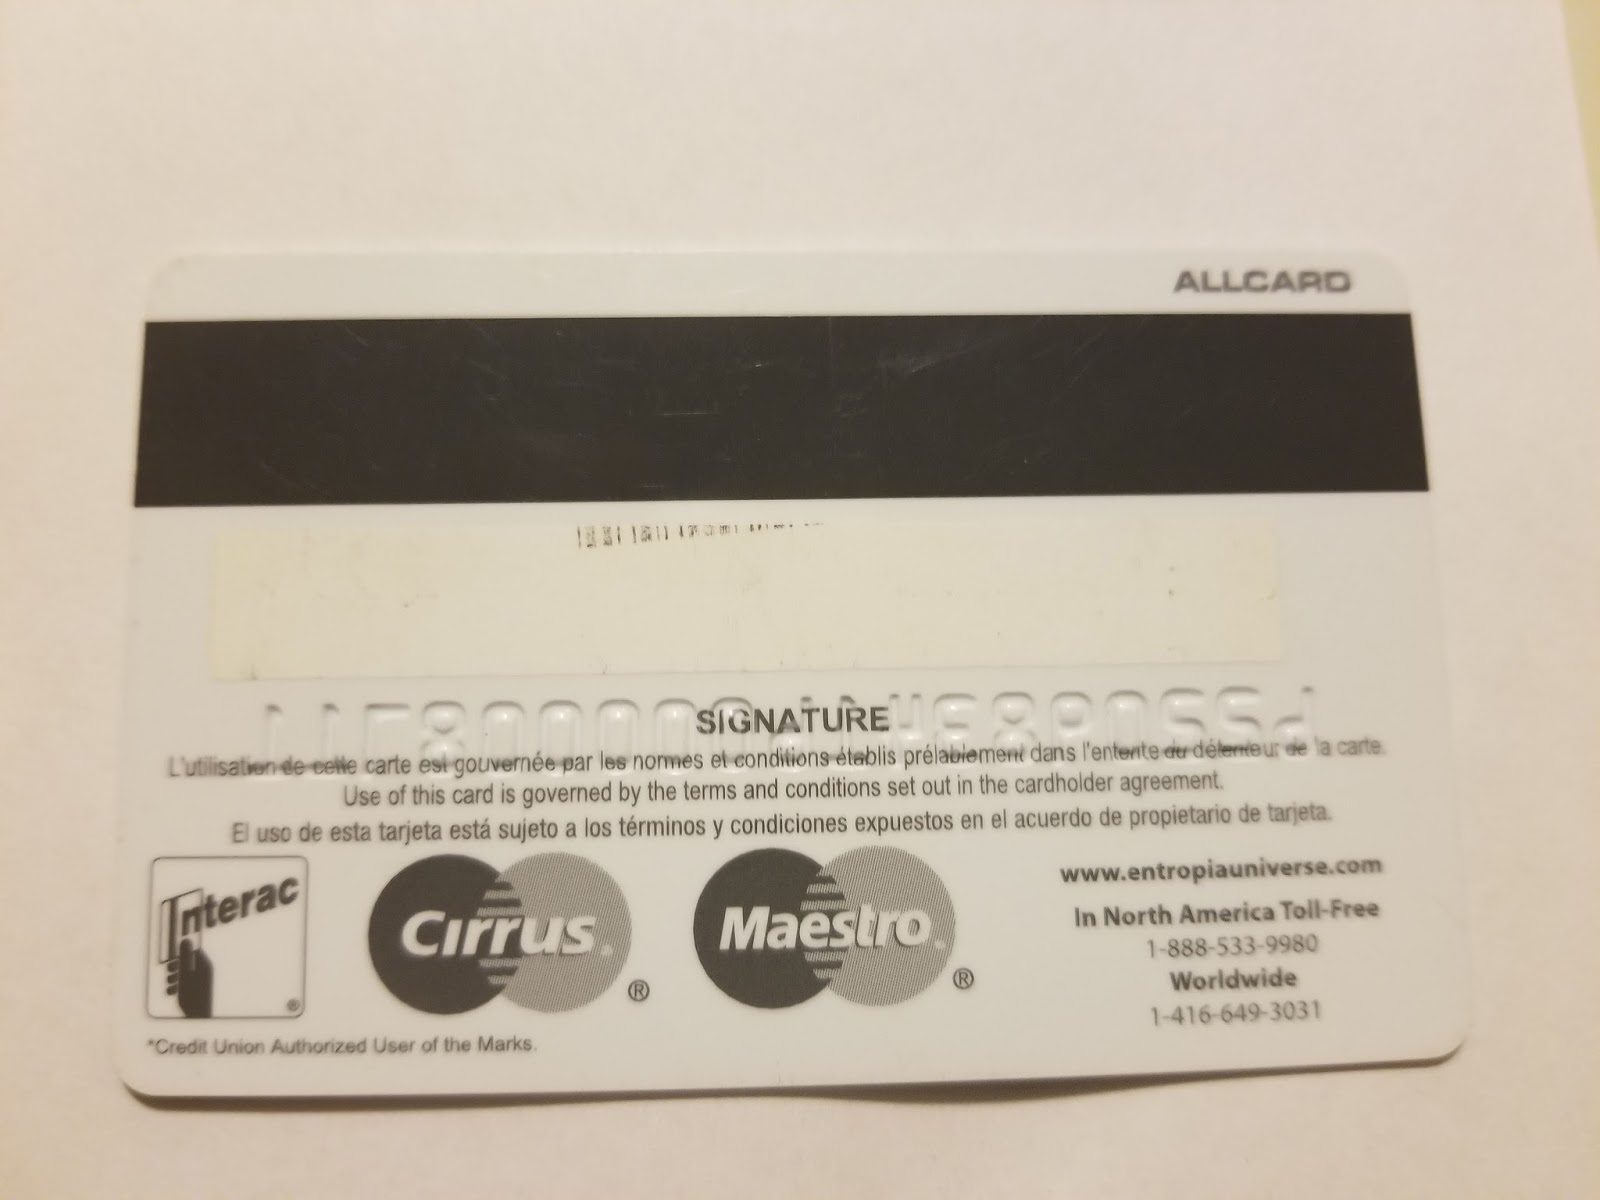 ALLCARD
SIGNATURE
L'utilisation de cette carte est gouvernée par les normes et conditions établis prélabiement dans l'entente du détenteur de la carte.
Use of this card is governed by the terms and conditions set out in the cardholder agreement.
El uso de esta tarjeta está sujeto a los términos y condiciones expuestos en el acuerdo de propietario de tarjeta.
Interac ®
Cirrus ®
Maestro ®
*Credit Union Authorized User of the Marks.
www.entropiauniverse.com
In North America Toll-Free
1-888-533-9980
Worldwide
1-416-649-3031